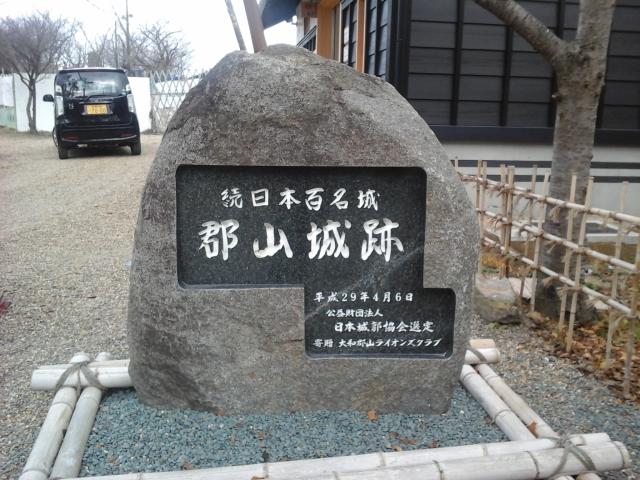 続日本百名城
郡山城跡
平成29年4月6日
公益財団法人
日本城郭協会選定
寄贈 大和郡山ライオンズクラブ